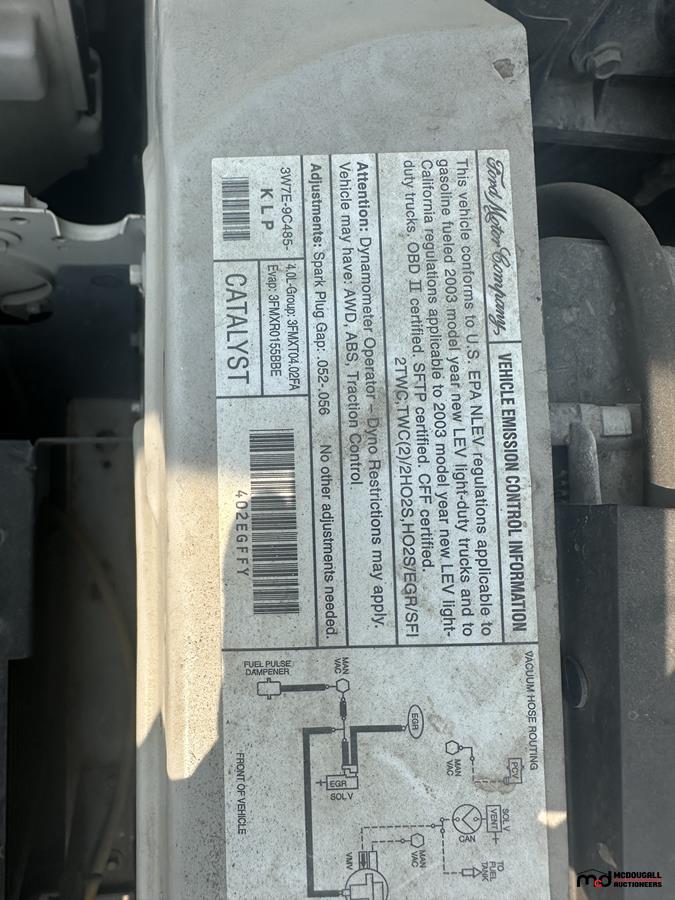 Ford Motor Company,
VEHICLE EMISSION CONTROL INFORMATION
This vehicle conforms to U.S. EPA NLEV regulations applicable to
gasoline fueled 2003 model year new LEV light-duty trucks and to
California regulations applicable to 2003 model year new LEV light-
duty trucks. OBD II certified. SFTP certified. CFF certified.
2TWC,TWC(2)/2HO2S,HO2S/EGR/SFI
Attention: Dynamometer Operator – Dyno Restrictions may apply.
Vehicle may have: AWD, ABS, Traction Control.
Adjustments: Spark Plug Gap: .052-.056 No other adjustments needed.
3W7E-9C485-
KLP
4.0L-Group: 3FMXT04.02FA
Evap: 3FMXR0155BBE
CATALYST
402EGFFY
VACUUM HOSE ROUTING
PCV
MAN
VAC
EGR
MAN
VAC
FUEL PULSE
DAMPENER
EGR
SOL V
SOL V
VENT
CAN
TO
FUEL
TANK
MAN
VAC
VMV
FRONT OF VEHICLE
md MCDOUGALL
AUCTIONEERS